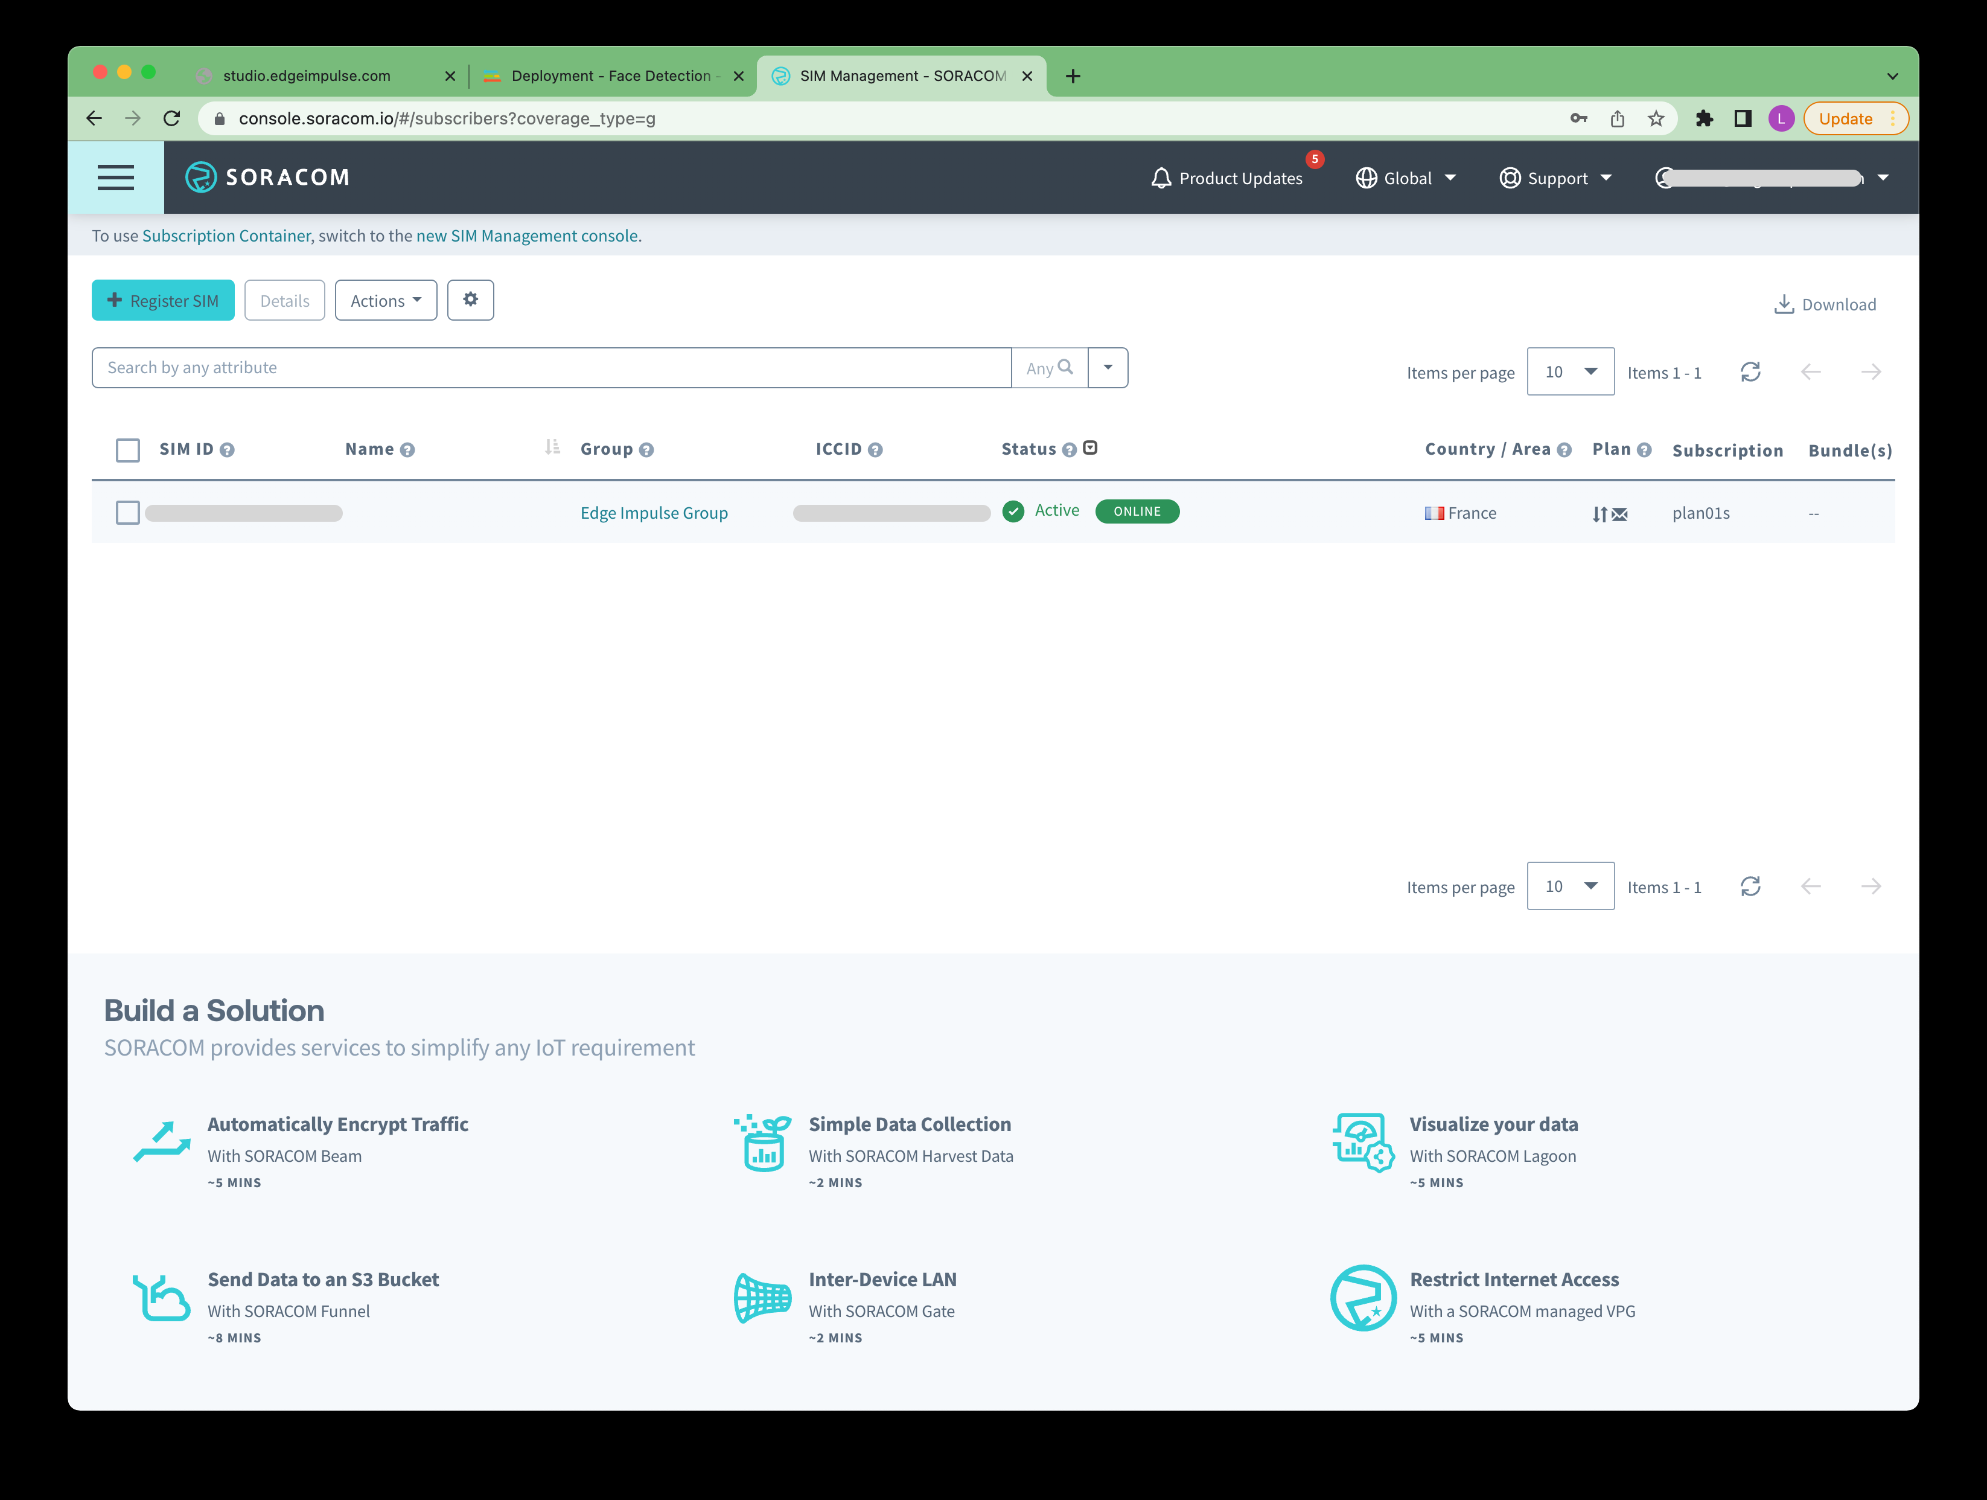 studio.edgeimpulse.com
Deployment - Face Detection -
SIM Management - SORACOM
console.soracom.io/#/subscribers?coverage_type=g
L
Update
SORACOM
Product Updates
5
Global
Support
To use Subscription Container, switch to the new SIM Management console.
Register SIM
Details
Actions
Download
Search by any attribute
Any
Items per page
10
Items 1 - 1
SIM ID
Name
Group
ICCID
Status
Country / Area
Plan
Subscription
Bundle(s)
Edge Impulse Group
Active
ONLINE
France
plan01s
--
Items per page
10
Items 1 - 1
Build a Solution
SORACOM provides services to simplify any IoT requirement
Automatically Encrypt Traffic
With SORACOM Beam
~5 MINS
Simple Data Collection
With SORACOM Harvest Data
~2 MINS
Visualize your data
With SORACOM Lagoon
~5 MINS
Send Data to an S3 Bucket
With SORACOM Funnel
~8 MINS
Inter-Device LAN
With SORACOM Gate
~2 MINS
Restrict Internet Access
With a SORACOM managed VPG
~5 MINS